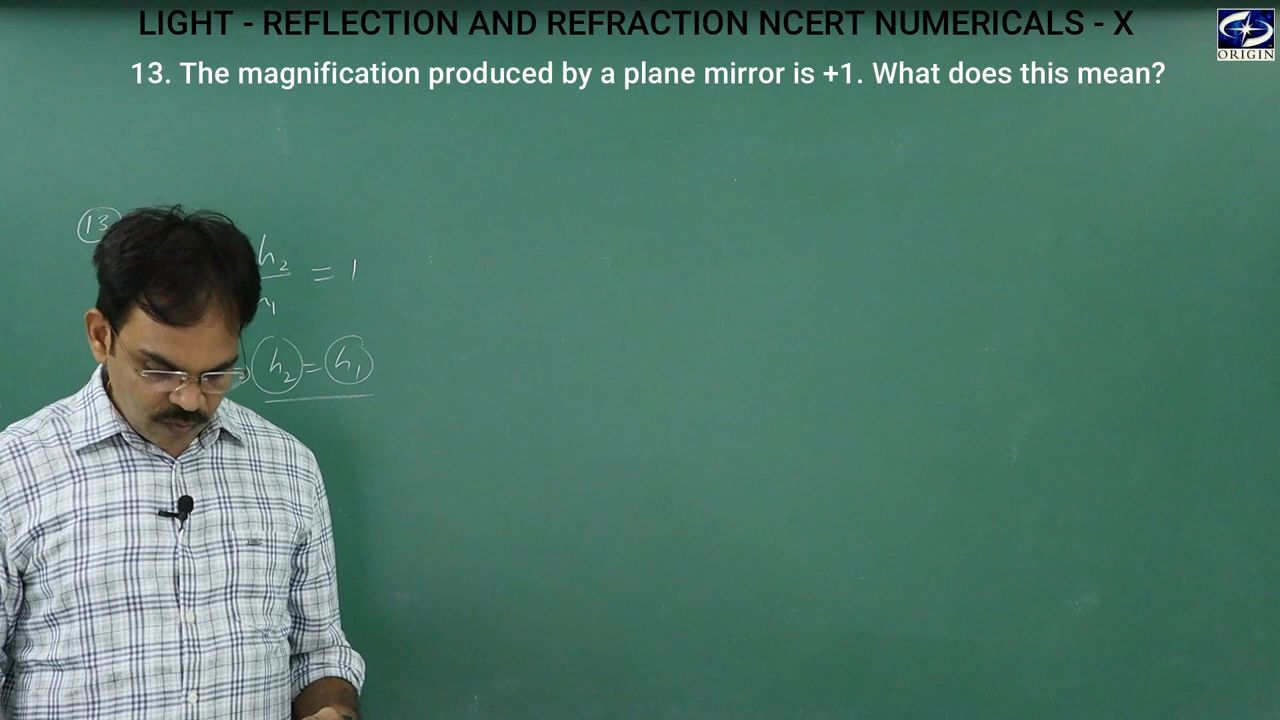 LIGHT - REFLECTION AND REFRACTION NCERT NUMERICALS - X
ORIGIN
13. The magnification produced by a plane mirror is +1. What does this mean?
13
h₂ = 1
h₂ = h₁